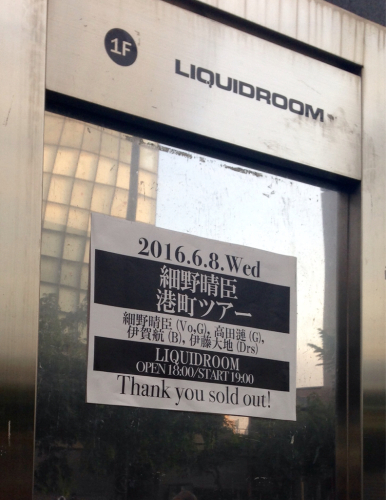 1F
LIQUIDROOM
2016.6.8.Wed
細野晴臣
港町ツアー
細野晴臣(Vo,G), 高田漣(G),
伊賀航(B), 伊藤大地(Drs)
LIQUIDROOM
OPEN 18:00/START 19:00
Thank you sold out!